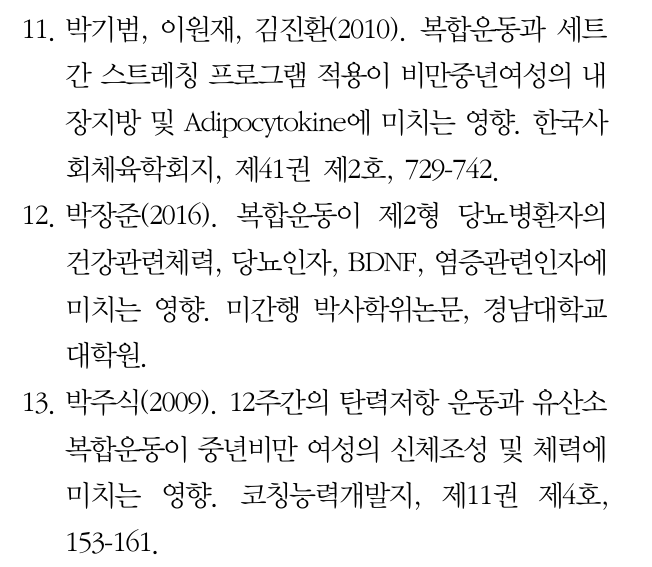 11. 박기범, 이원재, 김진환(2010). 복합운동과 세트
간 스트레칭 프로그램 적용이 비만중년여성의 내
장지방 및 Adipocytokine에 미치는 영향. 한국사
회체육학회지, 제41권 제2호, 729-742.
12. 박장준(2016). 복합운동이 제2형 당뇨병환자의
건강관련체력, 당뇨인자, BDNF, 염증관련인자에
미치는 영향. 미간행 박사학위논문, 경남대학교
대학원.
13. 박주식(2009). 12주간의 탄력저항 운동과 유산소
복합운동이 중년비만 여성의 신체조성 및 체력에
미치는 영향. 코칭능력개발지, 제11권 제4호,
153-161.